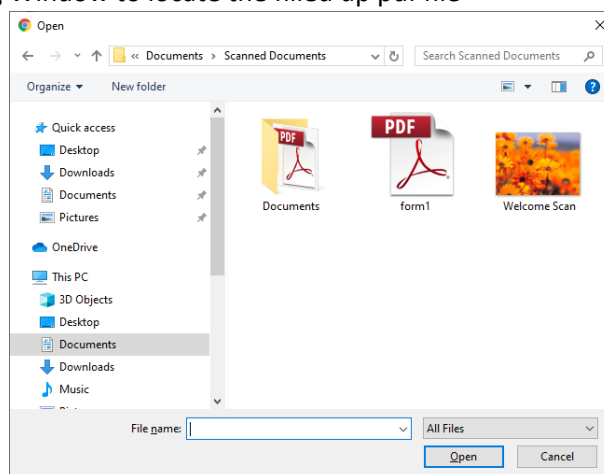 Window to locate the filled up pdf file
Open
« Documents › Scanned Documents
Search Scanned Documents
Organize
New folder
Quick access
Desktop
Downloads
Documents
Pictures
OneDrive
This PC
3D Objects
Desktop
Documents
Downloads
Music
PDF
Documents
PDF
form1
Welcome Scan
File name:
All Files
Open
Cancel